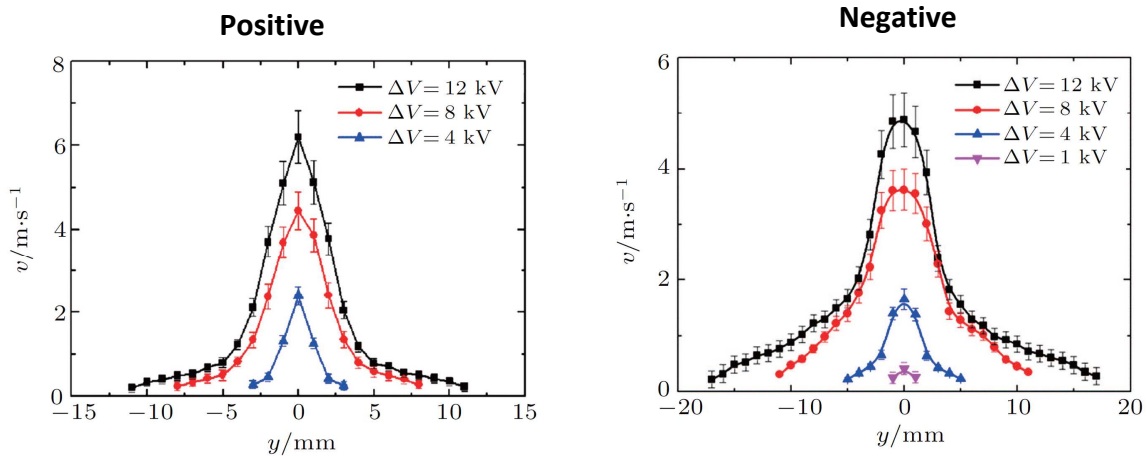 Positive
8
6
4
2
0
−15
−10
−5
0
5
10
15
v/m·s⁻¹
y/mm
ΔV= 12 kV
ΔV= 8 kV
ΔV= 4 kV
Negative
6
4
2
0
−20
−10
0
10
20
v/m·s⁻¹
y/mm
ΔV= 12 kV
ΔV= 8 kV
ΔV= 4 kV
ΔV= 1 kV